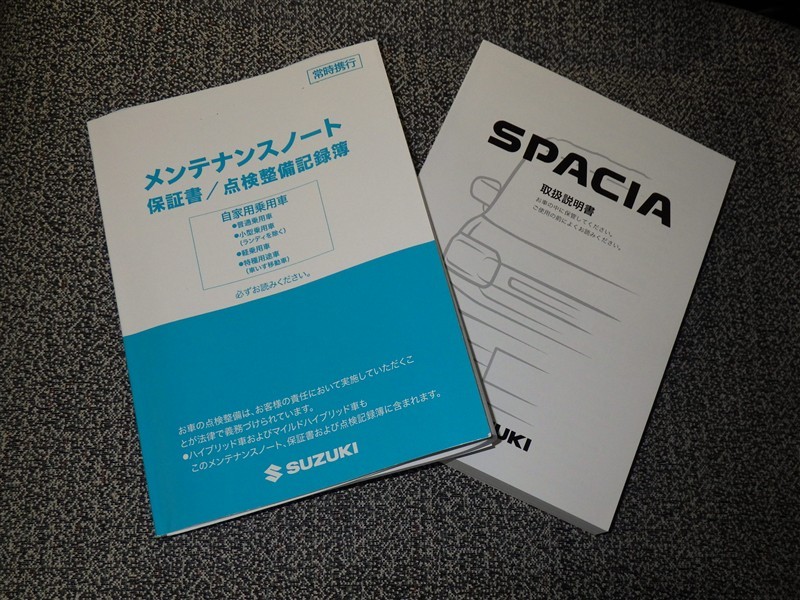 常時携行
メンテナンスノート
保証書/点検整備記録簿
自家用乗用車
●普通乗用車
●小型乗用車
(ランディを除く)
●軽乗用車
●特種用途車
(車いす移動車)
必ずお読みください。
お車の点検整備は、お客様の責任において実施していただくこ
とが法律で義務づけられています。
●ハイブリッド車およびマイルドハイブリッド車も
このメンテナンスノート、保証書および点検記録簿に含まれます。
SUZUKI
SPACIA
取扱説明書
お車の中に保管してください。
ご使用の前によくお読みください。
UKI